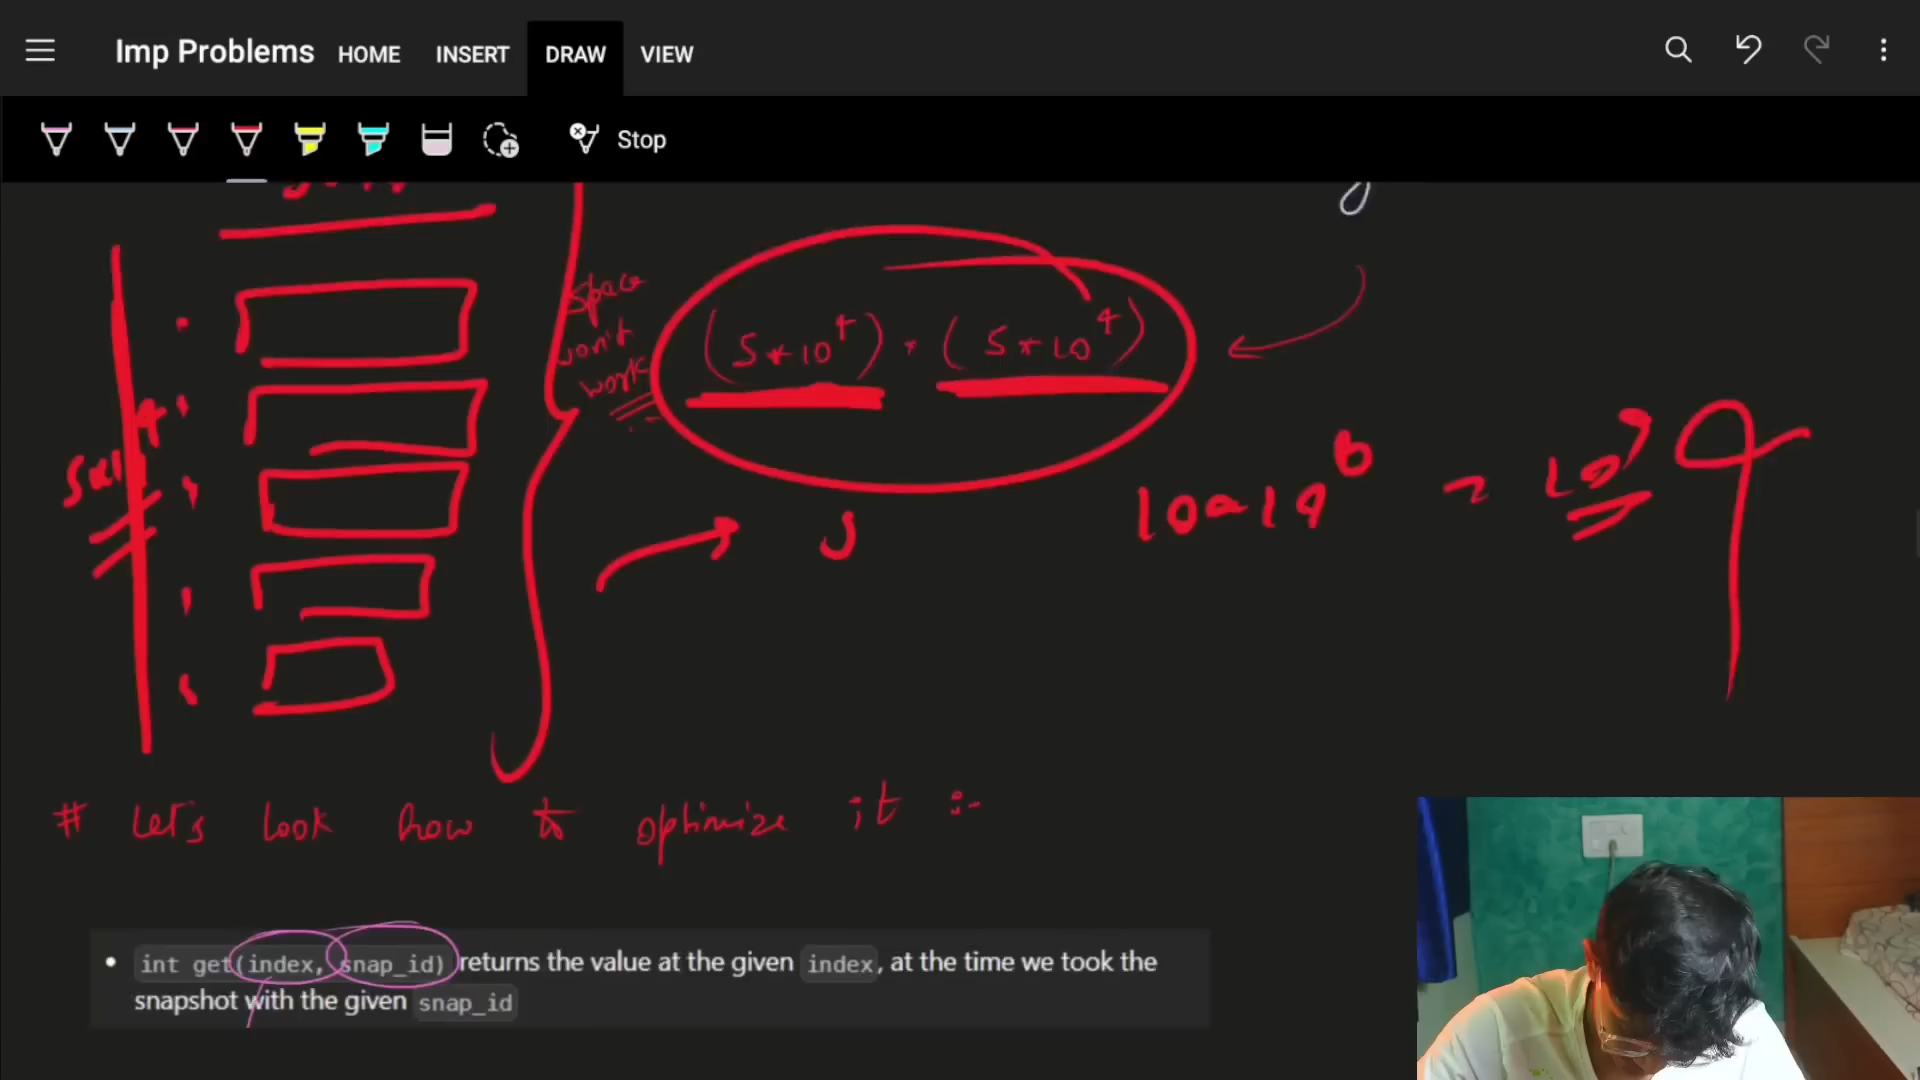 Imp Problems HOME INSERT DRAW VIEW
Stop
space
won't
work
(5*10^4) * (5*10^4)
# Let's look how to optimize it :-
int get(index, snap_id) returns the value at the given index, at the time we took the
snapshot with the given snap_id